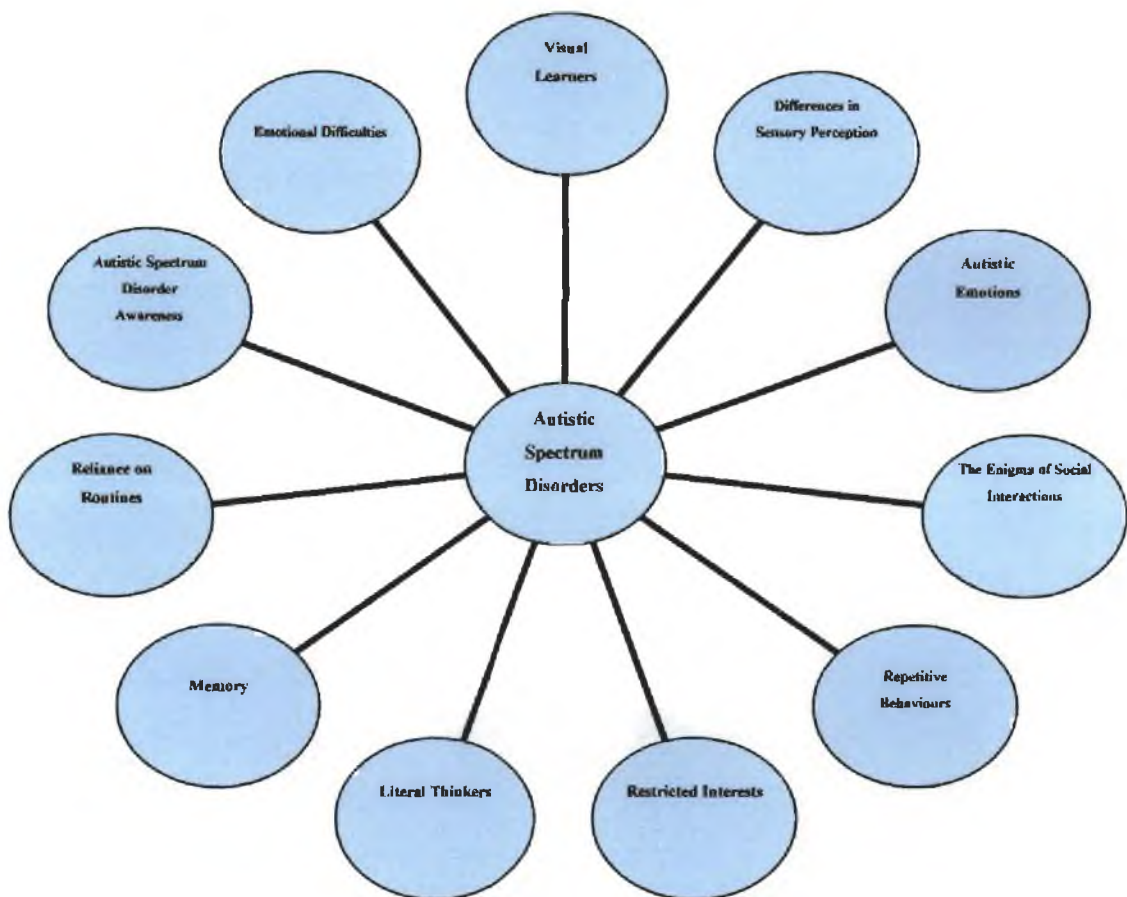 Visual
Learners
Differences in
Sensory Perception
Autistic
Emotions
The Enigma of Social
Interactions
Repetitive
Behaviours
Restricted Interests
Literal Thinkers
Memory
Reliance on
Routines
Autistic Spectrum
Disorder
Awareness
Emotional Difficulties
Autistic
Spectrum
Disorders